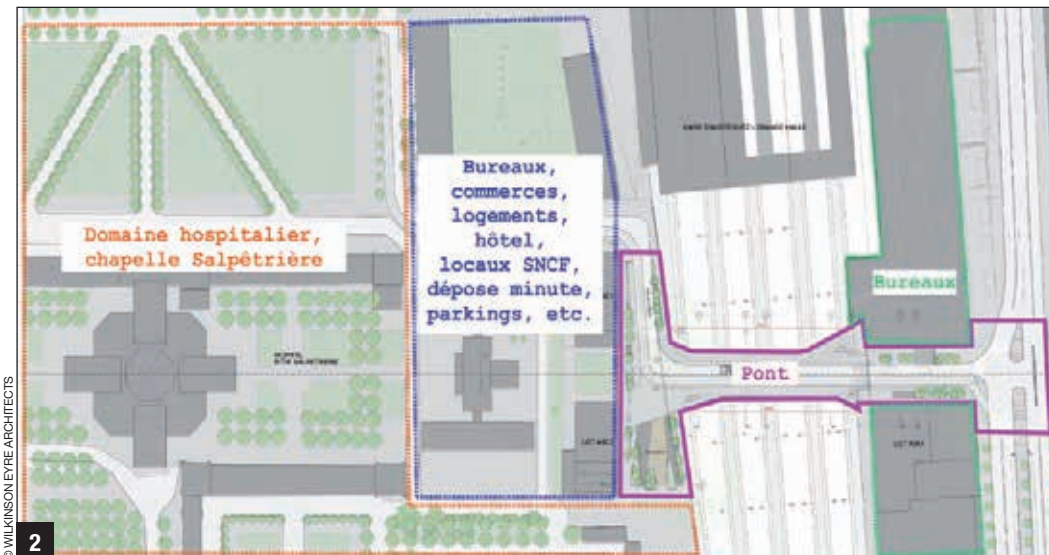 © WILKINSON EYRE ARCHITECTS
2
Domaine hospitalier,
chapelle Salpêtrière
Bureaux,
commerces,
logements,
hôtel,
locaux SNCF,
dépose minute,
parkings, etc.
Pont
Bureaux